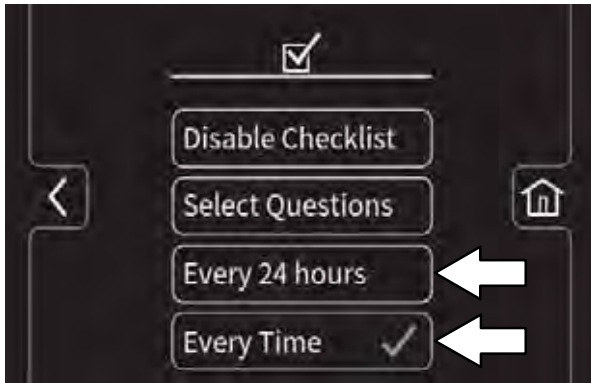 Disable Checklist
Select Questions
Every 24 hours
Every Time